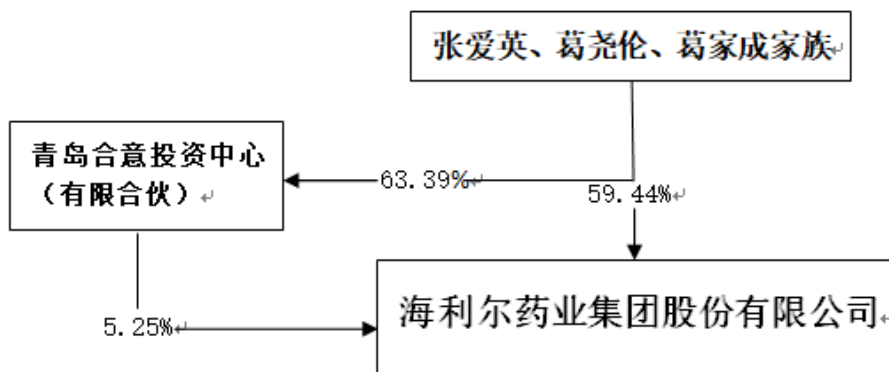 张爱英、葛尧伦、葛家成家族
青岛合意投资中心
（有限合伙）
63.39%
59.44%
海利尔药业集团股份有限公司
5.25%